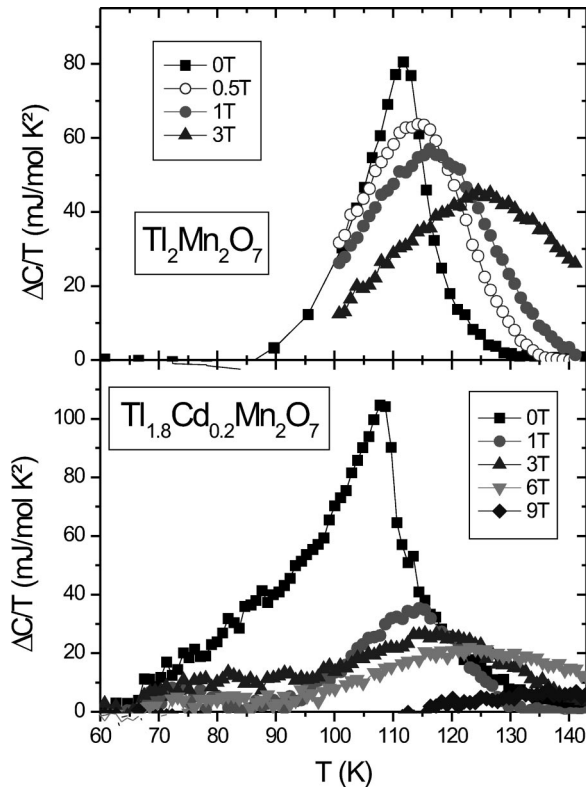 80
60
40
20
0
ΔC/T (mJ/mol K²)
0T
0.5T
1T
3T
Tl₂Mn₂O₇
100
80
60
40
20
0
ΔC/T (mJ/mol K²)
Tl₁.₈Cd₀.₂Mn₂O₇
0T
1T
3T
6T
9T
60 70 80 90 100 110 120 130 140
T (K)